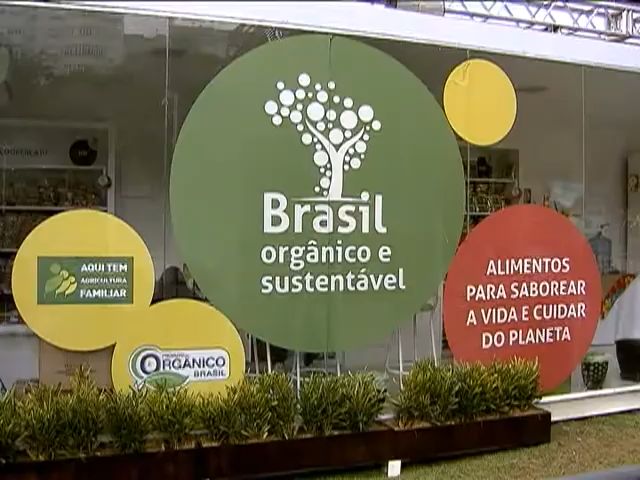 Brasil
orgânico e
sustentável
AQUI TEM
AGRICULTURA
FAMILIAR
ORGÂNICO
BRASIL
ALIMENTOS
PARA SABOREAR
A VIDA E CUIDAR
DO PLANETA